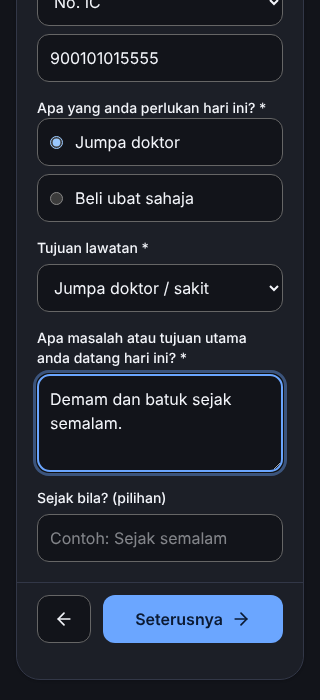 No. IC
900101015555
Apa yang anda perlukan hari ini? *
Jumpa doktor
Beli ubat sahaja
Tujuan lawatan *
Jumpa doktor / sakit
Apa masalah atau tujuan utama
anda datang hari ini? *
Demam dan batuk sejak
semalam.
Sejak bila? (pilihan)
Contoh: Sejak semalam
Seterusnya